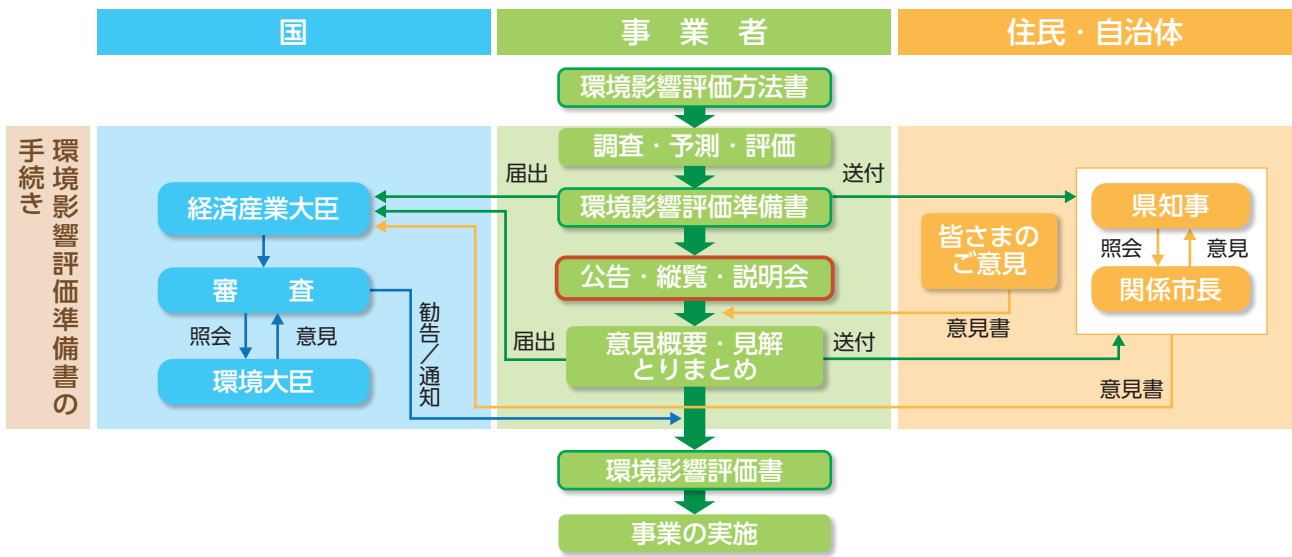 国
事業者
住民・自治体
環境影響評価方法書
環境影響評価準備書の
手続き
調査・予測・評価
届出
送付
経済産業大臣
環境影響評価準備書
県知事
皆さまの
ご意見
照会
意見
審査
公告・縦覧・説明会
関係市長
勧告／通知
意見書
照会
意見
届出
意見概要・見解
とりまとめ
送付
環境大臣
意見書
環境影響評価書
事業の実施